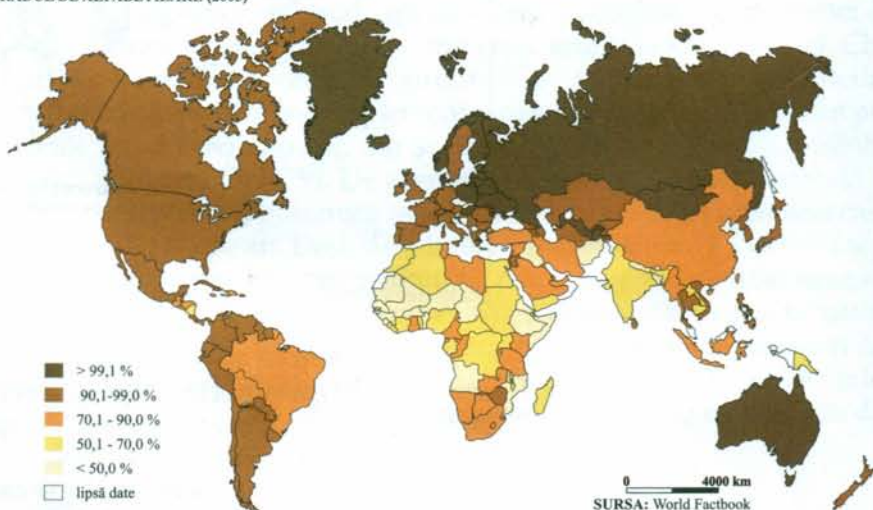 > 99,1 %
90,1-99,0 %
70,1 - 90,0 %
50,1 - 70,0 %
< 50,0 %
lipsă date
0 4000 km
SURSA: World Factbook